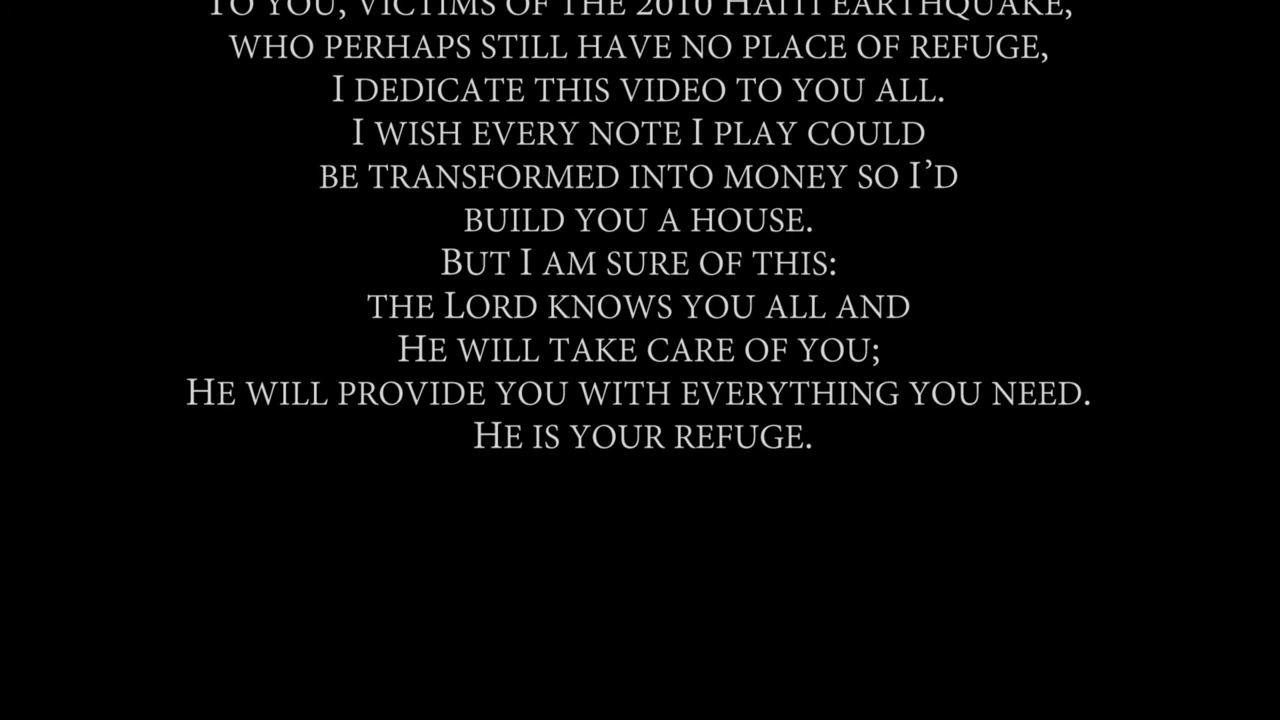 To you, victims of the 2010 Haiti earthquake,
who perhaps still have no place of refuge,
I dedicate this video to you all.
I wish every note I play could
be transformed into money so I’d
build you a house.
But I am sure of this:
the Lord knows you all and
He will take care of you;
He will provide you with everything you need.
He is your refuge.